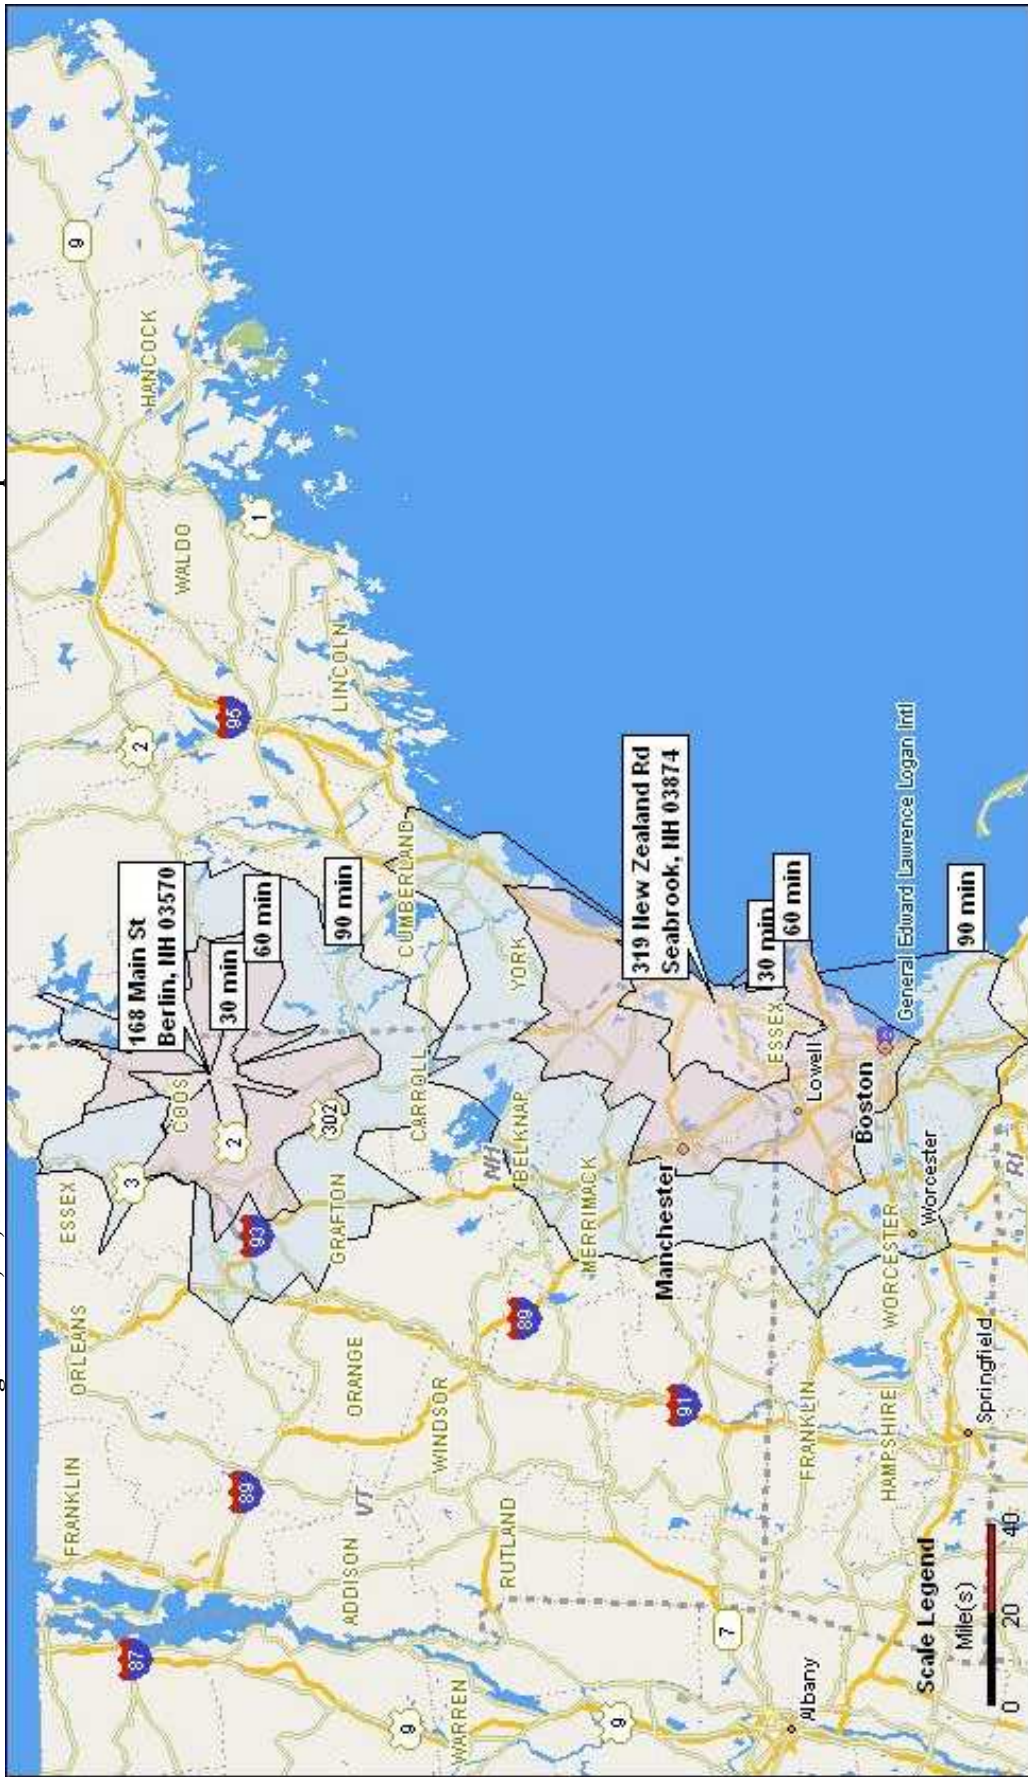 FRANKLIN
ORLEANS
ESSEX
9
87
3
2
168 Main St
Berlin, NH 03570
HANCOCK
COOS
WALDO
89
93
2
95
30 min
60 min
1
302
90 min
ADDISON
VT
ORANGE
GRAFTON
LINCOLN
9
WARREN
WINDSOR
CARROLL
CUMBERLAND
NH
RUTLAND
89
BELKNAP
YORK
9
MERRIMACK
319 New Zealand Rd
Seabrook, NH 03874
Manchester
91
7
30 min
60 min
ESSEX
Albany
FRANKLIN
Lowell
Boston
HAMPSHIRE
WORCESTER
General Edward Lawrence Logan Intl
Worcester
Scale Legend
Mile(s)
90 min
Springfield
RI
0 20 40